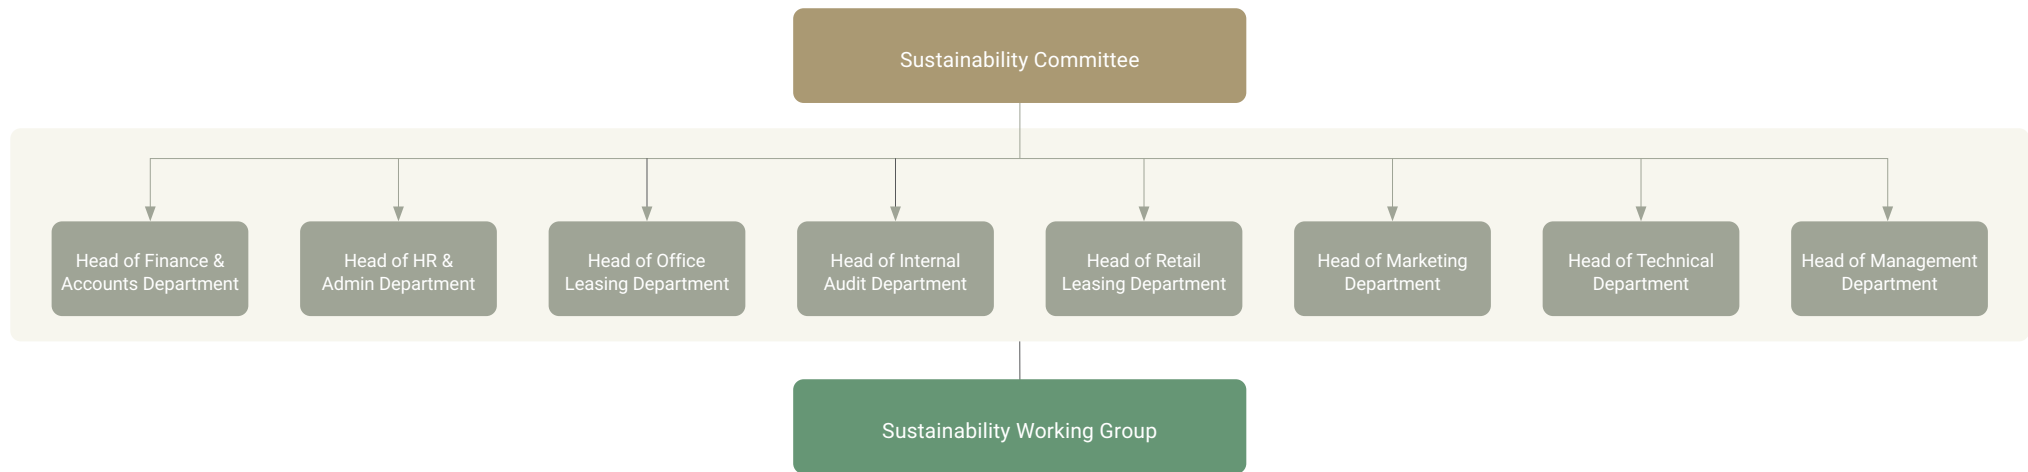 Sustainability Committee
Head of Finance &
Accounts Department
Head of HR &
Admin Department
Head of Office
Leasing Department
Head of Internal
Audit Department
Head of Retail
Leasing Department
Head of Marketing
Department
Head of Technical
Department
Head of Management
Department
Sustainability Working Group